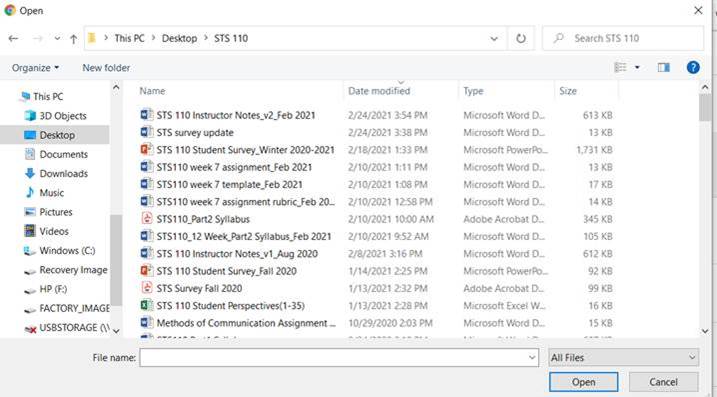 Open
This PC > Desktop > STS 110
Search STS 110
Organize
New folder
This PC
3D Objects
Desktop
Documents
Downloads
Music
Pictures
Videos
Windows (C:)
Recovery Image
HP (F:)
FACTORY_IMAGE
USBSTORAGE (\\
Name Date modified Type Size
STS 110 Instructor Notes_v2_Feb 2021 2/24/2021 3:54 PM Microsoft Word D... 613 KB
STS survey update 2/24/2021 3:38 PM Microsoft Word D... 13 KB
STS 110 Student Survey_Winter 2020-2021 2/18/2021 1:33 PM Microsoft PowerPo... 1,731 KB
STS110 week 7 assignment_Feb 2021 2/10/2021 1:11 PM Microsoft Word D... 13 KB
STS110 week 7 template_Feb 2021 2/10/2021 1:08 PM Microsoft Word D... 17 KB
STS110 week 7 assignment rubric_Feb 20... 2/10/2021 12:58 PM Microsoft Word D... 14 KB
STS110_Part2 Syllabus 2/10/2021 10:00 AM Adobe Acrobat D... 345 KB
STS110_12 Week_Part2 Syllabus_Feb 2021 2/10/2021 9:52 AM Microsoft Word D... 105 KB
STS 110 Instructor Notes_v1_Aug 2020 2/8/2021 3:16 PM Microsoft Word D... 612 KB
STS 110 Student Survey_Fall 2020 1/14/2021 2:25 PM Microsoft PowerPo... 92 KB
STS Survey Fall 2020 1/13/2021 2:32 PM Adobe Acrobat D... 99 KB
STS 110 Student Perspectives(1-35) 1/13/2021 2:28 PM Microsoft Excel W... 16 KB
Methods of Communication Assignment ... 10/29/2020 2:03 PM Microsoft Word D... 15 KB
File name:
All Files
Open
Cancel